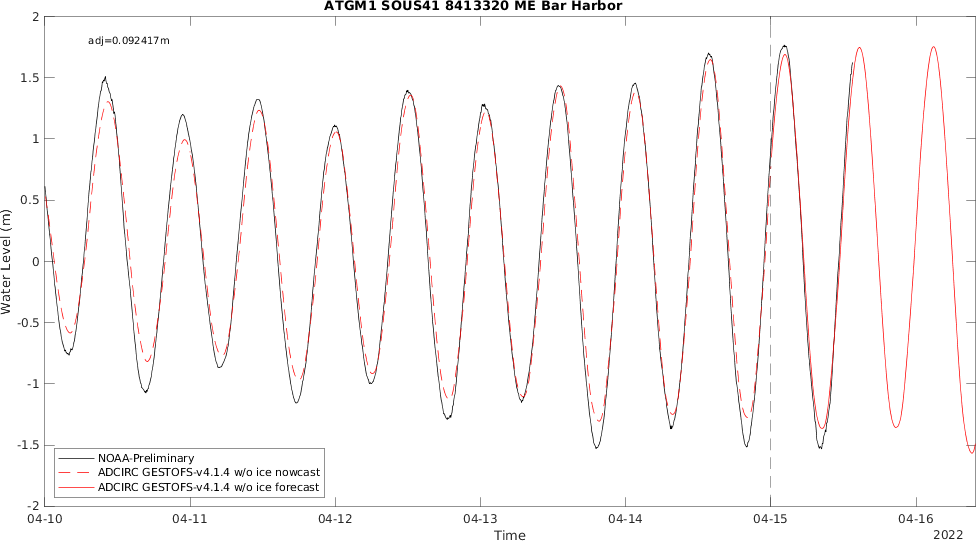 ATGM1 SOUS41 8413320 ME Bar Harbor
adj=0.092417m
2
1.5
1
0.5
0
-0.5
-1
-1.5
-2
Water Level (m)
NOAA-Preliminary
ADCIRC GESTOFS-v4.1.4 w/o ice nowcast
ADCIRC GESTOFS-v4.1.4 w/o ice forecast
04-10 04-11 04-12 04-13 04-14 04-15 04-16
Time
2022